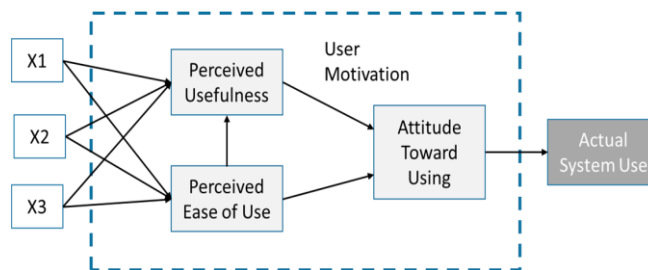 X1
X2
X3
Perceived
Usefulness
Perceived
Ease of Use
User
Motivation
Attitude
Toward
Using
Actual
System Use